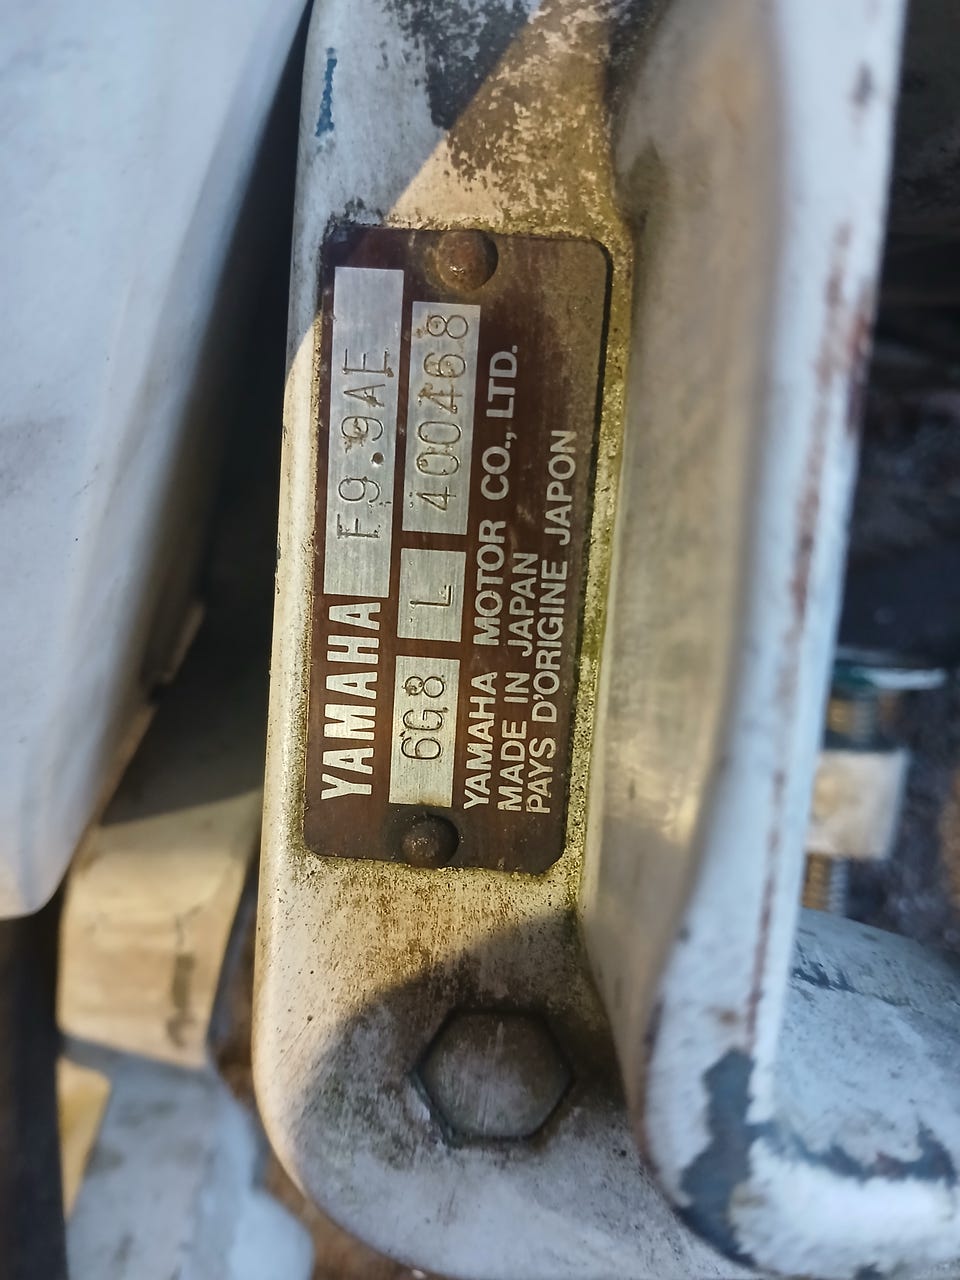 YAMAHA F9.9AE
6G8 L 400468
YAMAHA MOTOR CO., LTD.
MADE IN JAPAN
PAYS D'ORIGINE JAPON